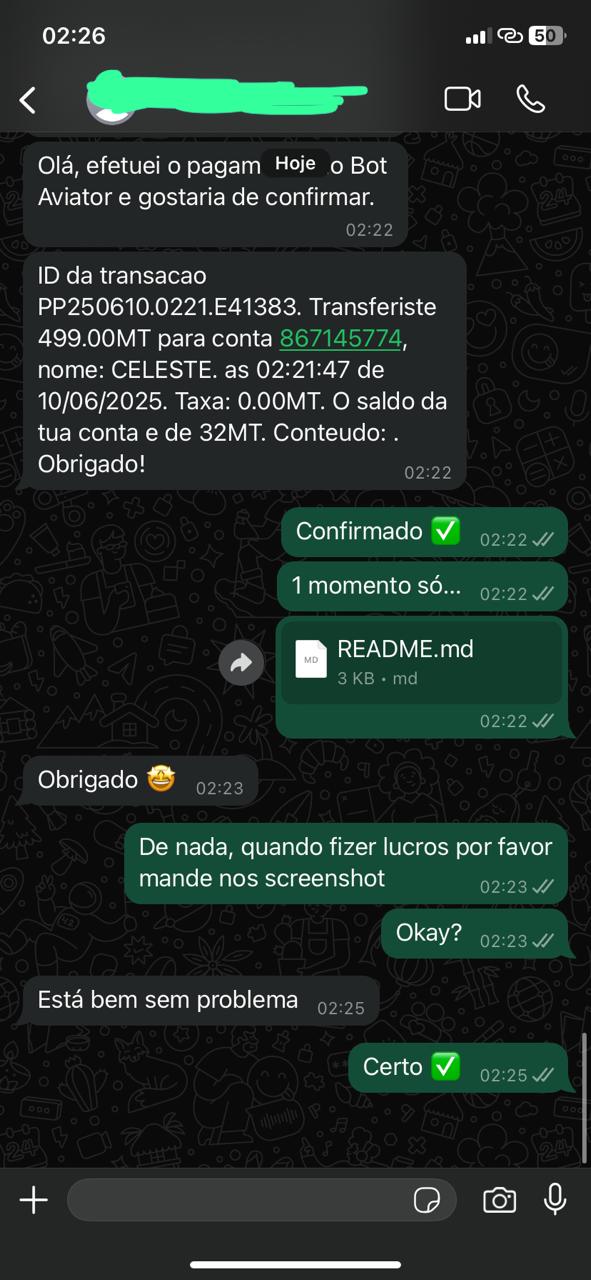 02:26
50
Olá, efetuei o pagam
Hoje
o Bot
Aviator e gostaria de confirmar.
02:22
ID da transacao
PP250610.0221.E41383. Transferiste
499.00MT para conta 867145774,
nome: CELESTE. as 02:21:47 de
10/06/2025. Taxa: 0.00MT. O saldo da
tua conta e de 32MT. Conteudo: .
Obrigado!
02:22
Confirmado ✅ 02:22
1 momento só... 02:22
MD
README.md
3 KB • md
02:22
Obrigado 🤩 02:23
De nada, quando fizer lucros por favor
mande nos screenshot 02:23
Okay? 02:23
Está bem sem problema 02:25
Certo ✅ 02:25